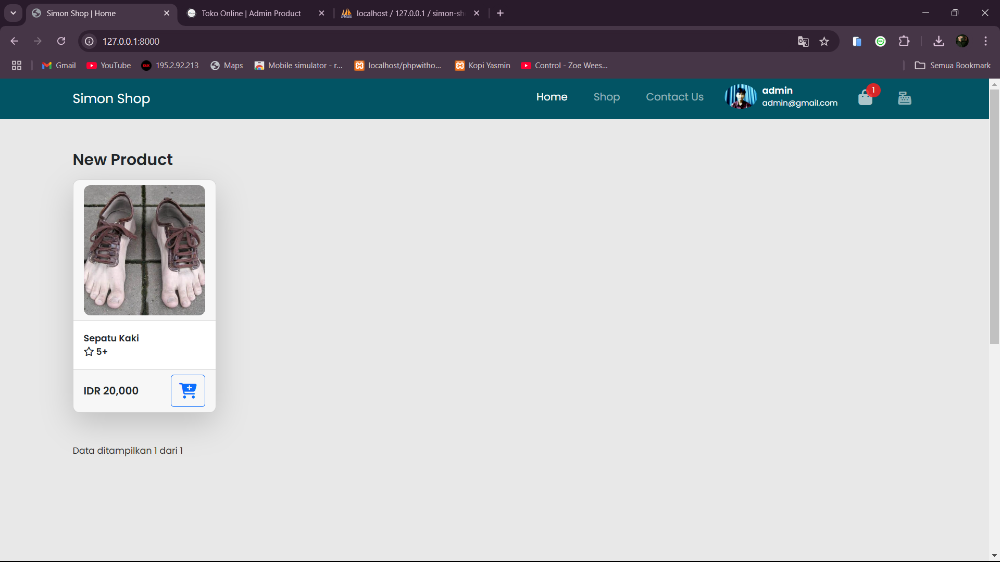 Simon Shop | Home
Toko Online | Admin Product
localhost / 127.0.0.1 / simon-sh
127.0.0.1:8000
Gmail
YouTube
195.2.92.213
Maps
Mobile simulator - r...
localhost/phpwitho...
Kopi Yasmin
Control - Zoe Wees...
Semua Bookmark
Simon Shop
Home
Shop
Contact Us
admin
admin@gmail.com
1
New Product
Sepatu Kaki
5+
IDR 20,000
Data ditampilkan 1 dari 1